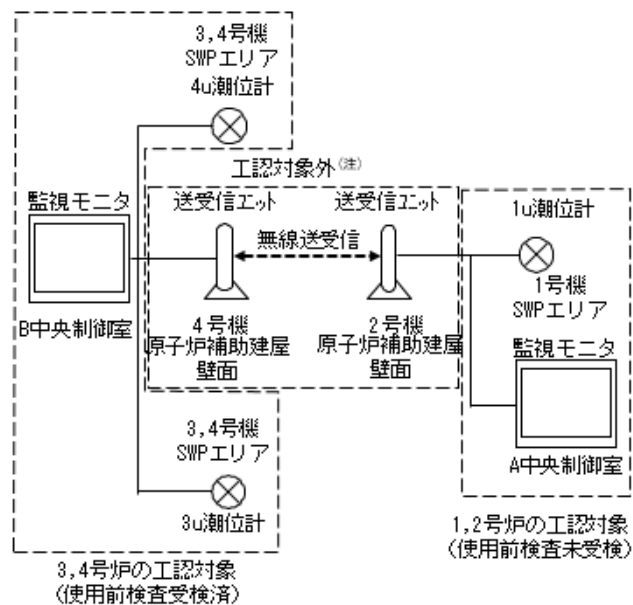 3,4号機
SWPエリア
4u潮位計
工認対象外(注)
監視モニタ
送受信ユニット
送受信ユニット
1u潮位計
無線送受信
1号機
SWPエリア
B中央制御室
4号機
原子炉補助建屋
壁面
2号機
原子炉補助建屋
壁面
監視モニタ
A中央制御室
3,4号機
SWPエリア
3u潮位計
1,2号炉の工認対象
(使用前検査未受検)
3,4号炉の工認対象
(使用前検査受検済)